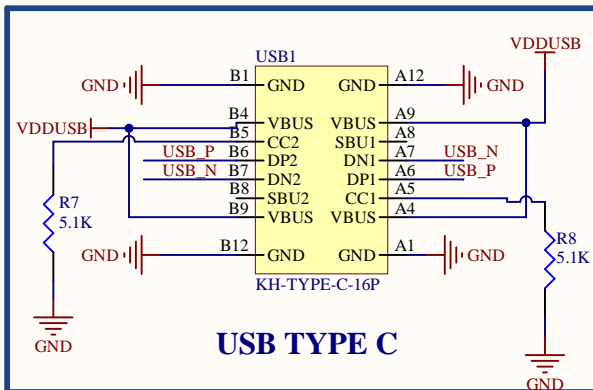 USB1
VDDUSB
GND B1 GND GND A12 GND
VDDUSB B4 VBUS VBUS A9
B5 CC2 SBU1 A8
USB_P B6 DP2 DN1 A7 USB_N
USB_N B7 DN2 DP1 A6 USB_P
B8 SBU2 CC1 A5
B9 VBUS VBUS A4
R7
5.1K
R8
5.1K
GND B12 GND GND A1 GND
KH-TYPE-C-16P
GND
USB TYPE C
GND